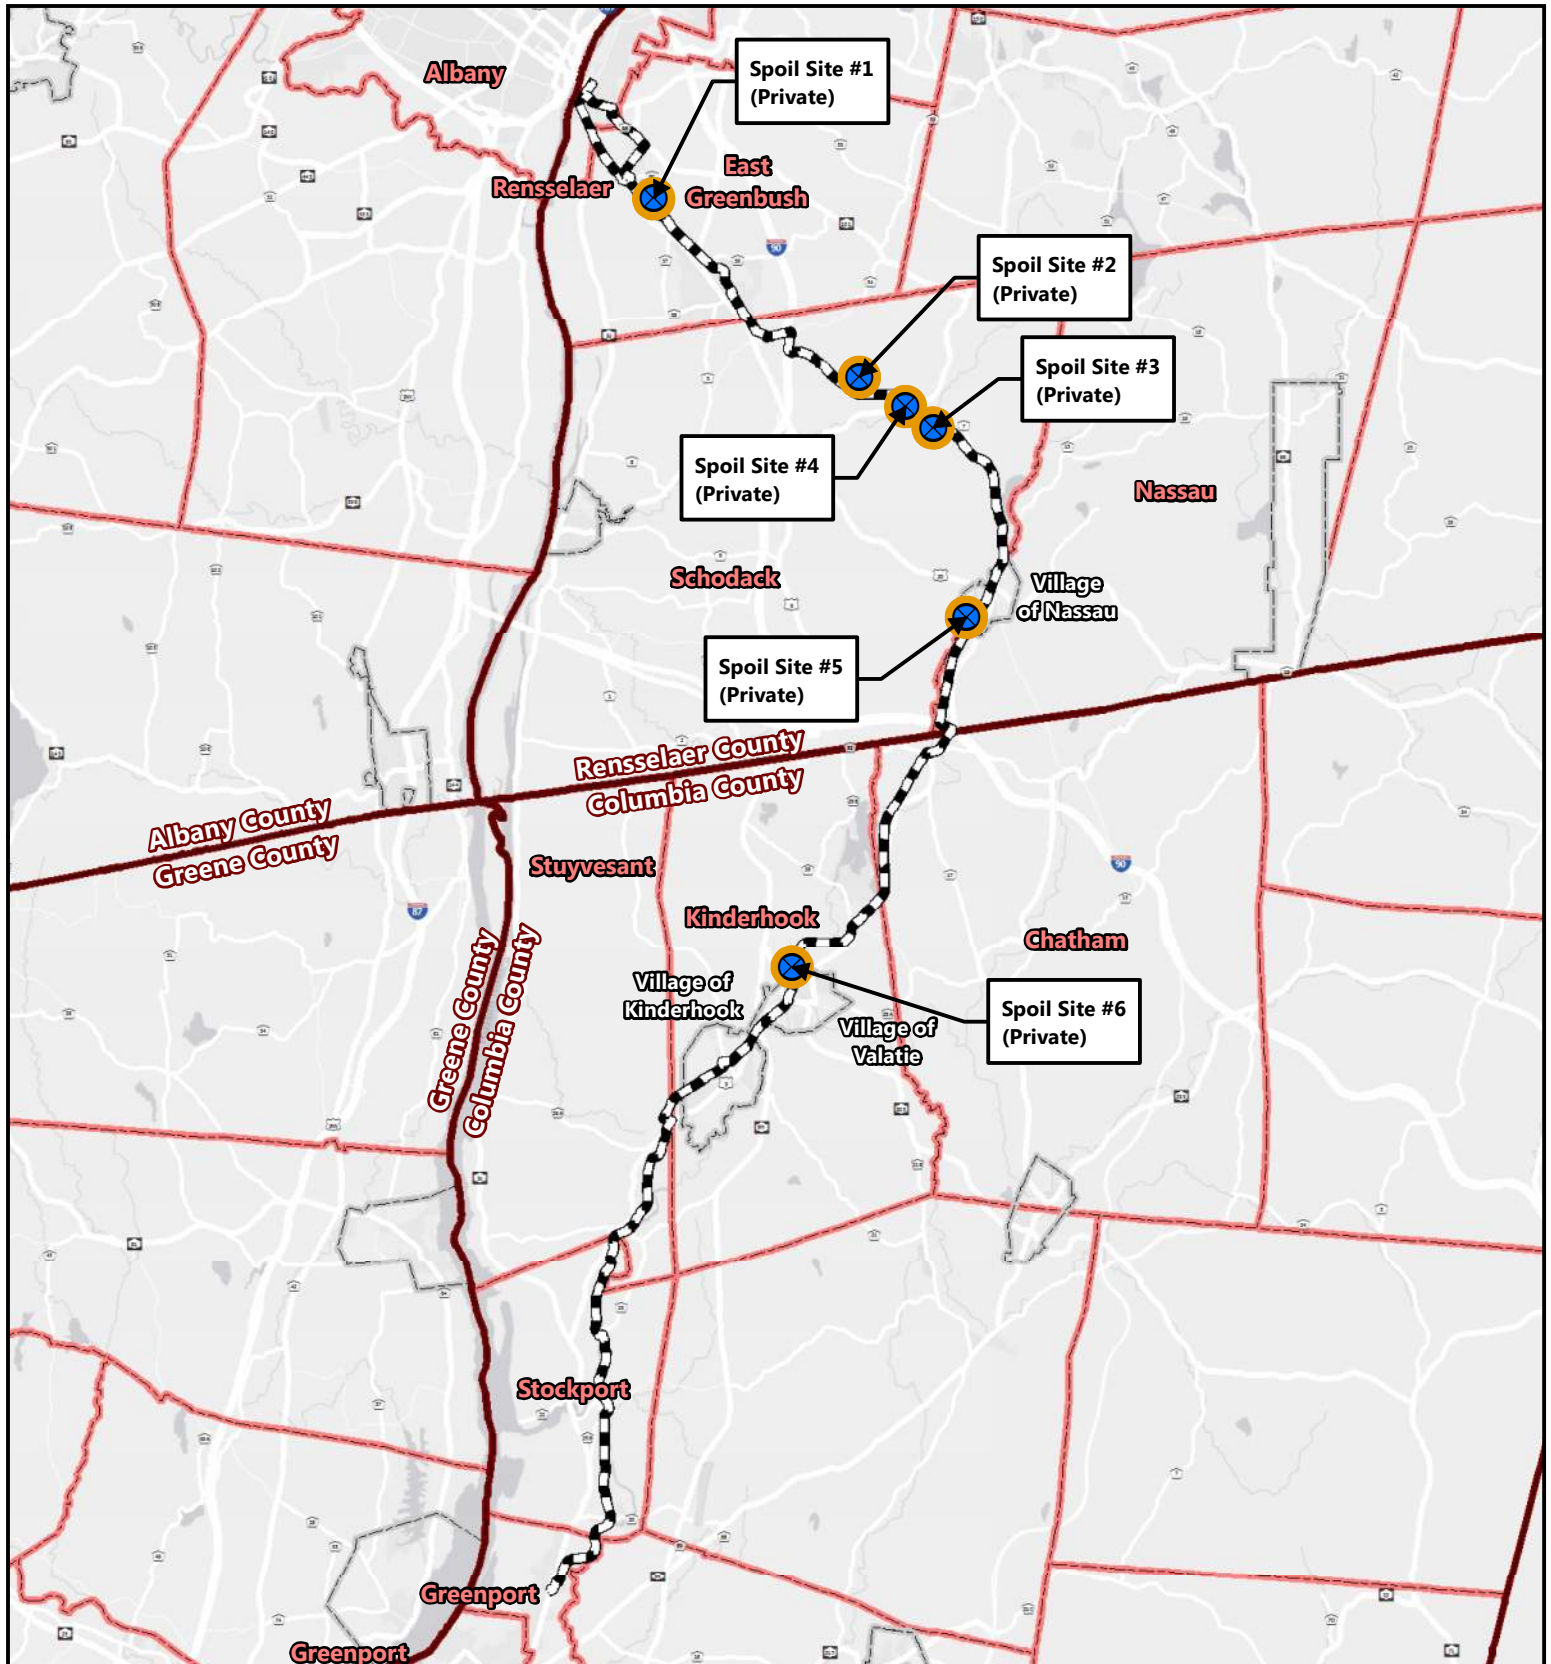 Albany
Spoil Site #1
(Private)
East
Greenbush
Rensselaer
90
Spoil Site #2
(Private)
Spoil Site #3
(Private)
Spoil Site #4
(Private)
Nassau
Schodack
Village
of Nassau
Spoil Site #5
(Private)
Rensselaer County
Columbia County
Albany County
Greene County
Stuyvesant
90
87
Kinderhook
Chatham
Greene County
Columbia County
Village of
Kinderhook
Spoil Site #6
(Private)
Village of
Valatie
Stockport
Greenport
Greenport